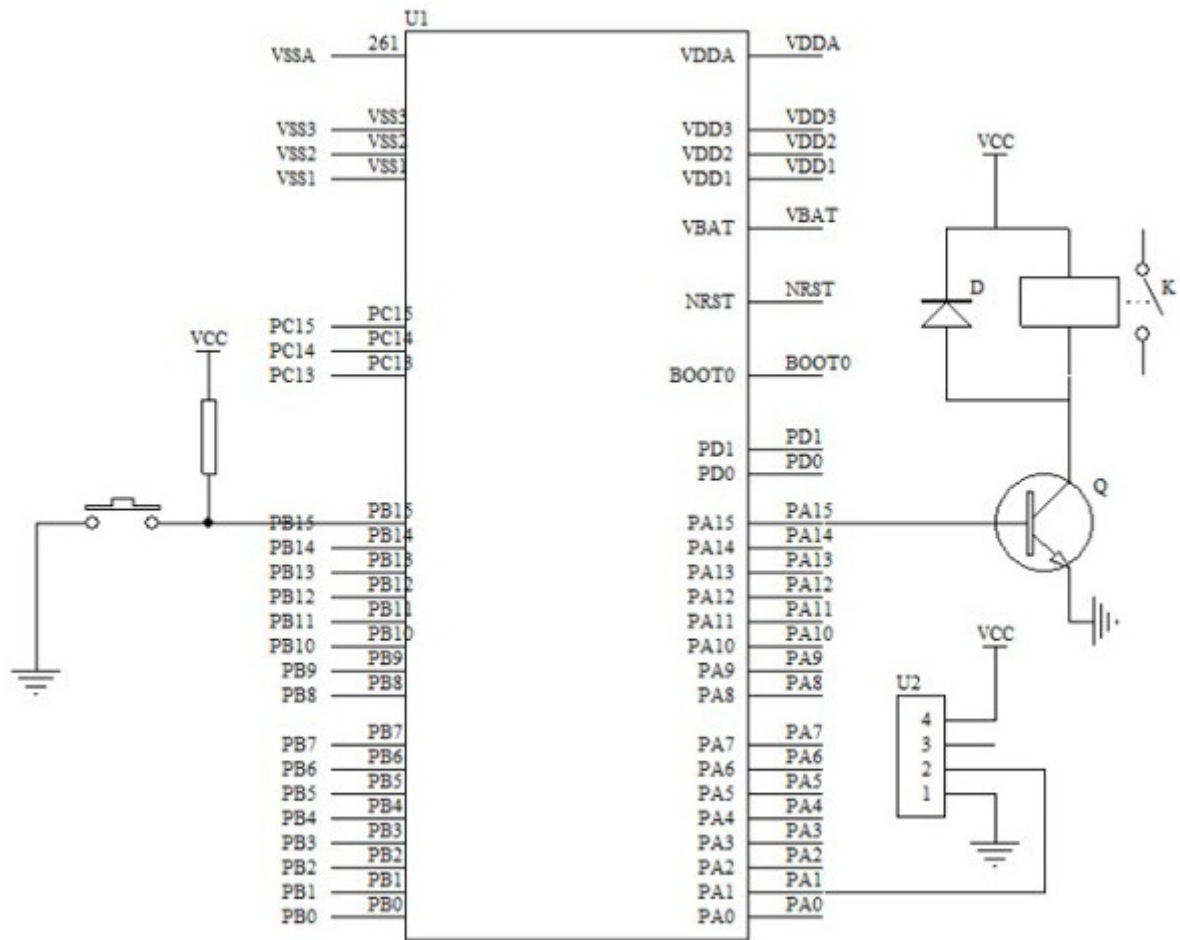 U1
VSSA 261 VDDA VDDA
VSS3 VSS3 VDD3 VDD3
VSS2 VSS2 VDD2 VDD2
VSS1 VSS1 VDD1 VDD1
VCC
VBAT VBAT
D
K
NRST NRST
PC15 PC15
PC14 PC14
PC13 PC13
VCC
BOOT0 BOOT0
PD1 PD1
PD0 PD0
Q
PB15 PB15 PA15 PA15
PB14 PB14 PA14 PA14
PB13 PB13 PA13 PA13
PB12 PB12 PA12 PA12
PB11 PB11 PA11 PA11
PB10 PB10 PA10 PA10
PB9 PB9 PA9 PA9
PB8 PB8 PA8 PA8
VCC
U2
4
3
2
1
PB7 PB7 PA7 PA7
PB6 PB6 PA6 PA6
PB5 PB5 PA5 PA5
PB4 PB4 PA4 PA4
PB3 PB3 PA3 PA3
PB2 PB2 PA2 PA2
PB1 PB1 PA1 PA1
PB0 PB0 PA0 PA0